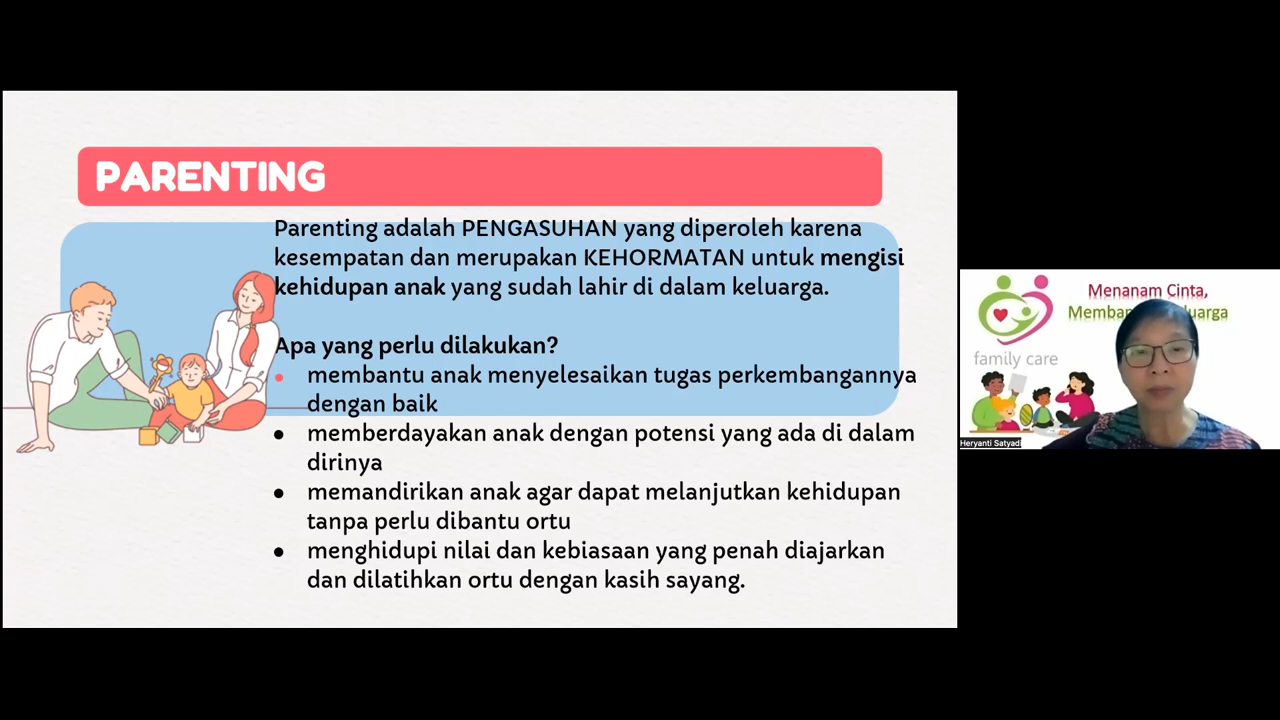 PARENTING
Parenting adalah PENGASUHAN yang diperoleh karena
kesempatan dan merupakan KEHORMATAN untuk mengisi
kehidupan anak yang sudah lahir di dalam keluarga.
Apa yang perlu dilakukan?
● membantu anak menyelesaikan tugas perkembangannya
dengan baik
● memberdayakan anak dengan potensi yang ada di dalam
dirinya
● memandirikan anak agar dapat melanjutkan kehidupan
tanpa perlu dibantu ortu
● menghidupi nilai dan kebiasaan yang penah diajarkan
dan dilatihkan ortu dengan kasih sayang.
Menanam Cinta,
family care
Heryanti Satyadi